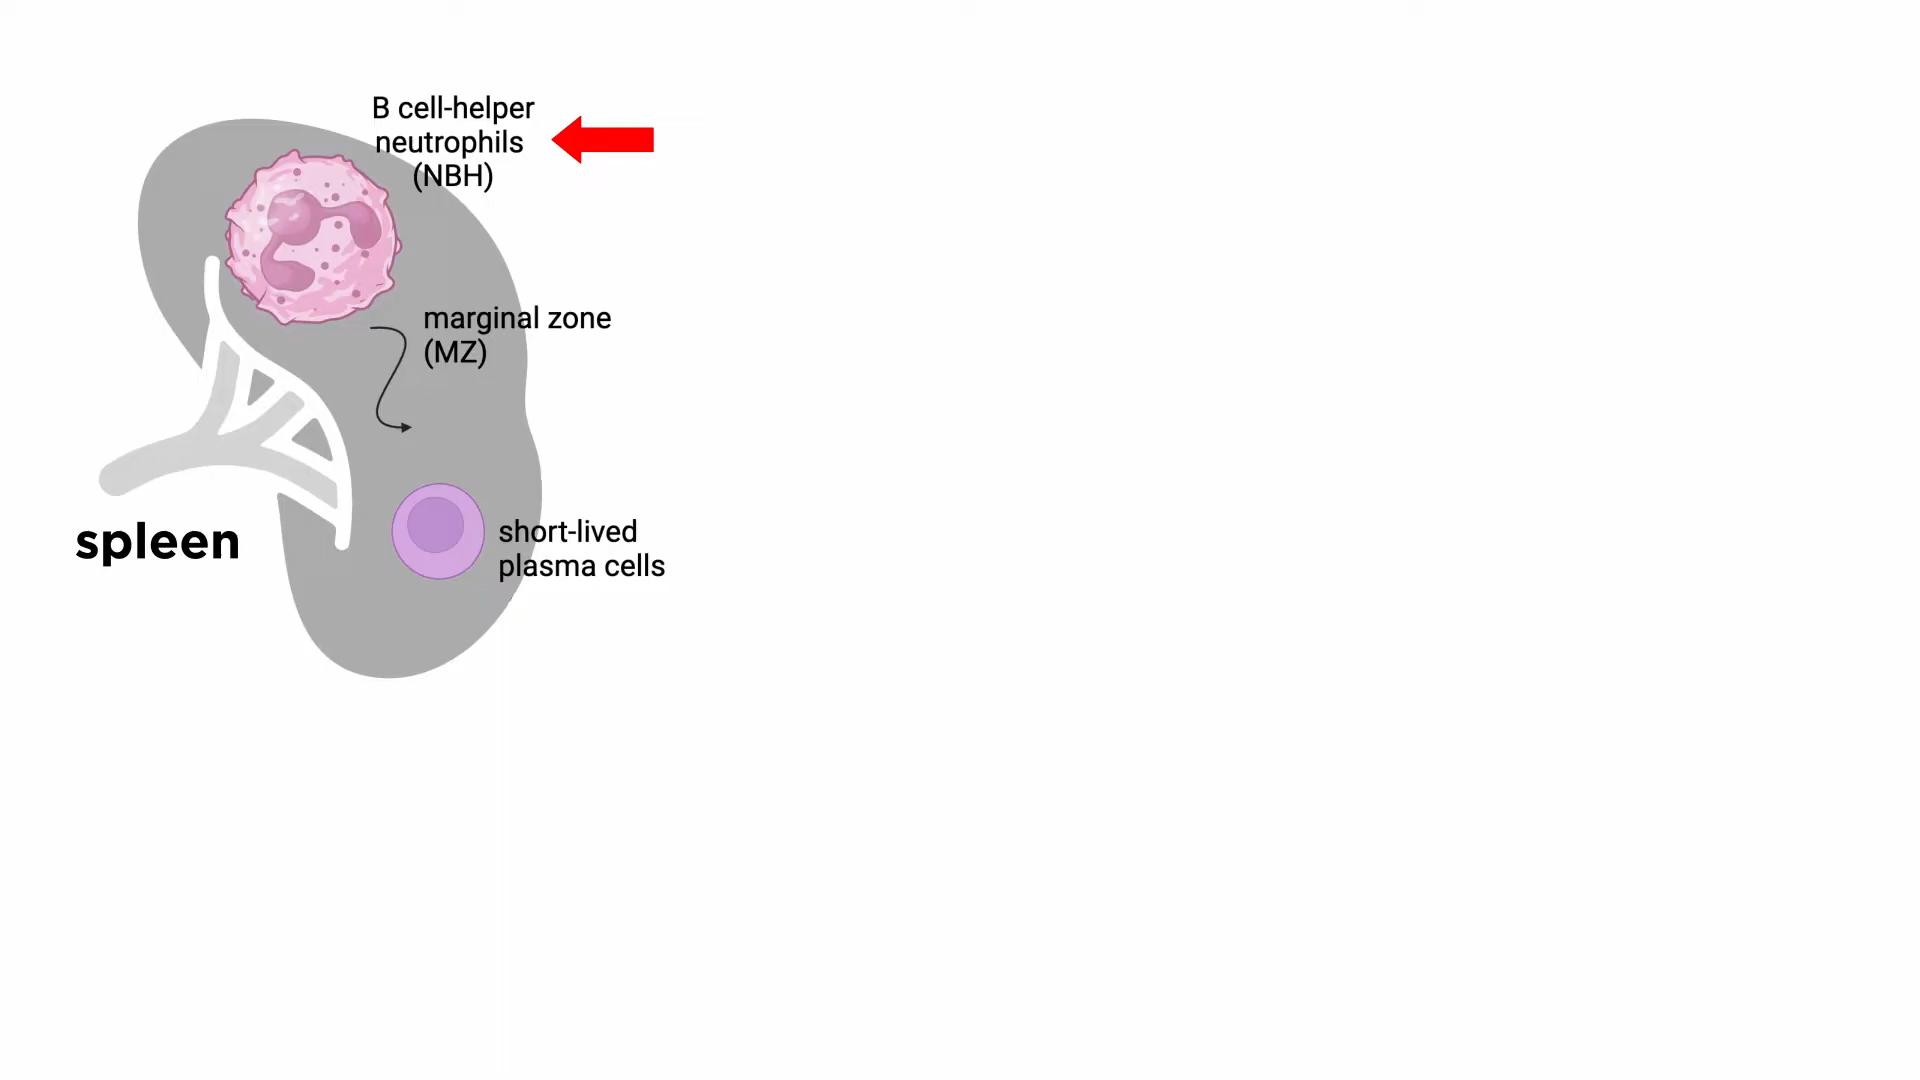 B cell-helper
neutrophils
(NBH)
marginal zone
(MZ)
spleen
short-lived
plasma cells